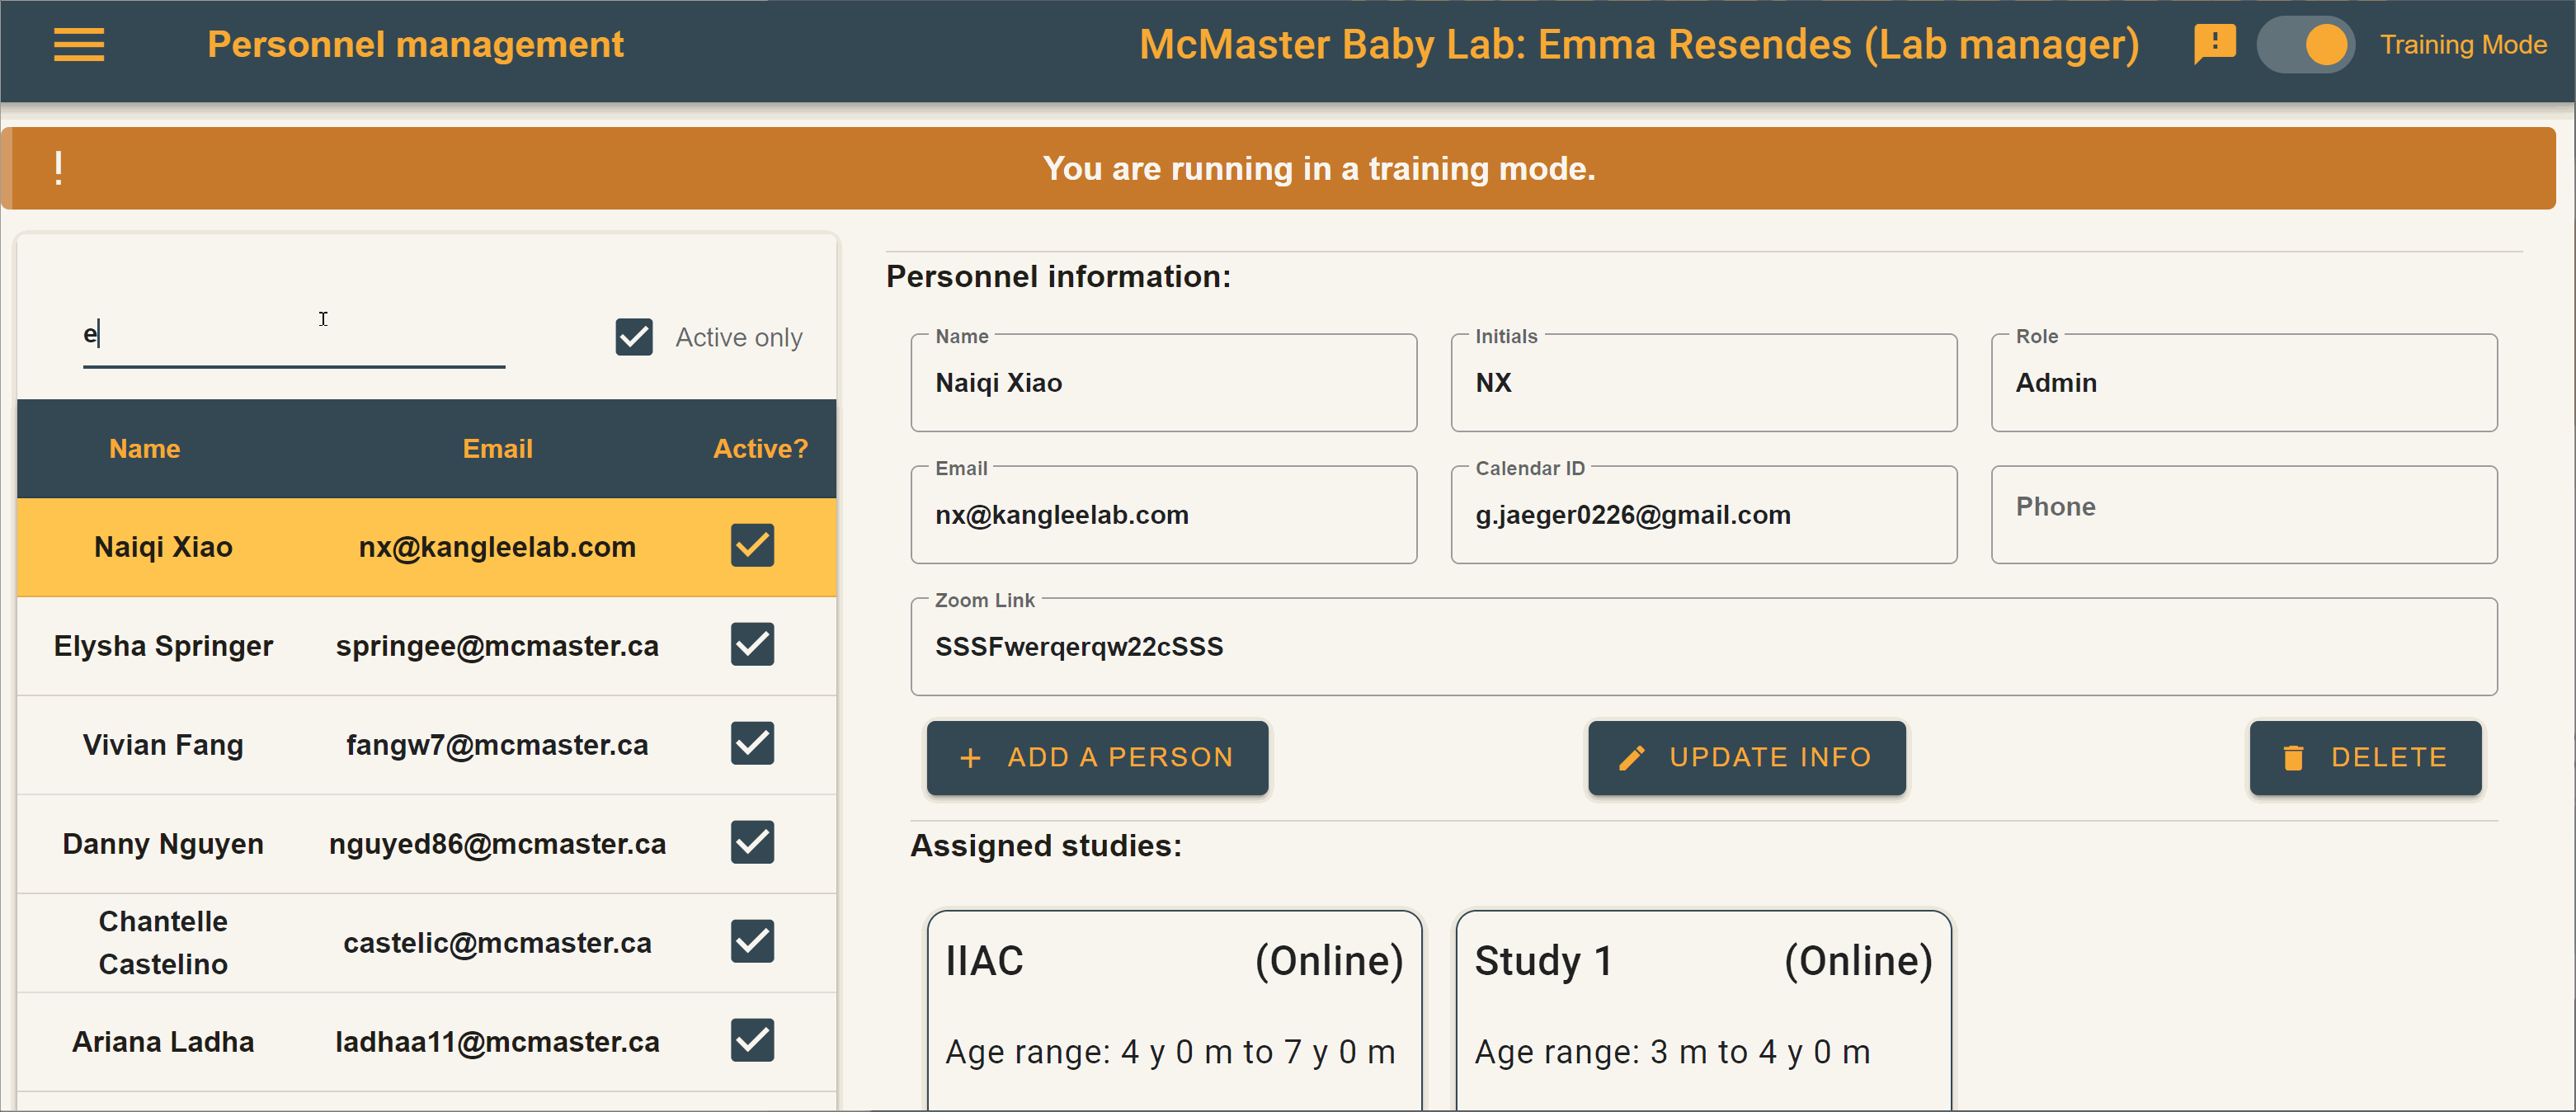 Personnel management
McMaster Baby Lab: Emma Resendes (Lab manager)
Training Mode
!
You are running in a training mode.
e
Active only
Name Email Active?
Naiqi Xiao nx@kangleelab.com
Elysha Springer springee@mcmaster.ca
Vivian Fang fangw7@mcmaster.ca
Danny Nguyen nguyed86@mcmaster.ca
Chantelle
Castelino
castelic@mcmaster.ca
Ariana Ladha ladhaa11@mcmaster.ca
Personnel information:
Name
Naiqi Xiao
Initials
NX
Role
Admin
Email
nx@kangleelab.com
Calendar ID
g.jaeger0226@gmail.com
Phone
Zoom Link
SSSFwerqerqw22cSSS
+ ADD A PERSON
UPDATE INFO
DELETE
Assigned studies:
IIAC (Online)
Age range: 4 y 0 m to 7 y 0 m
Study 1 (Online)
Age range: 3 m to 4 y 0 m